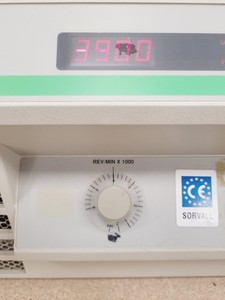 3900
REV/MIN X 1000
CE
SORVALL